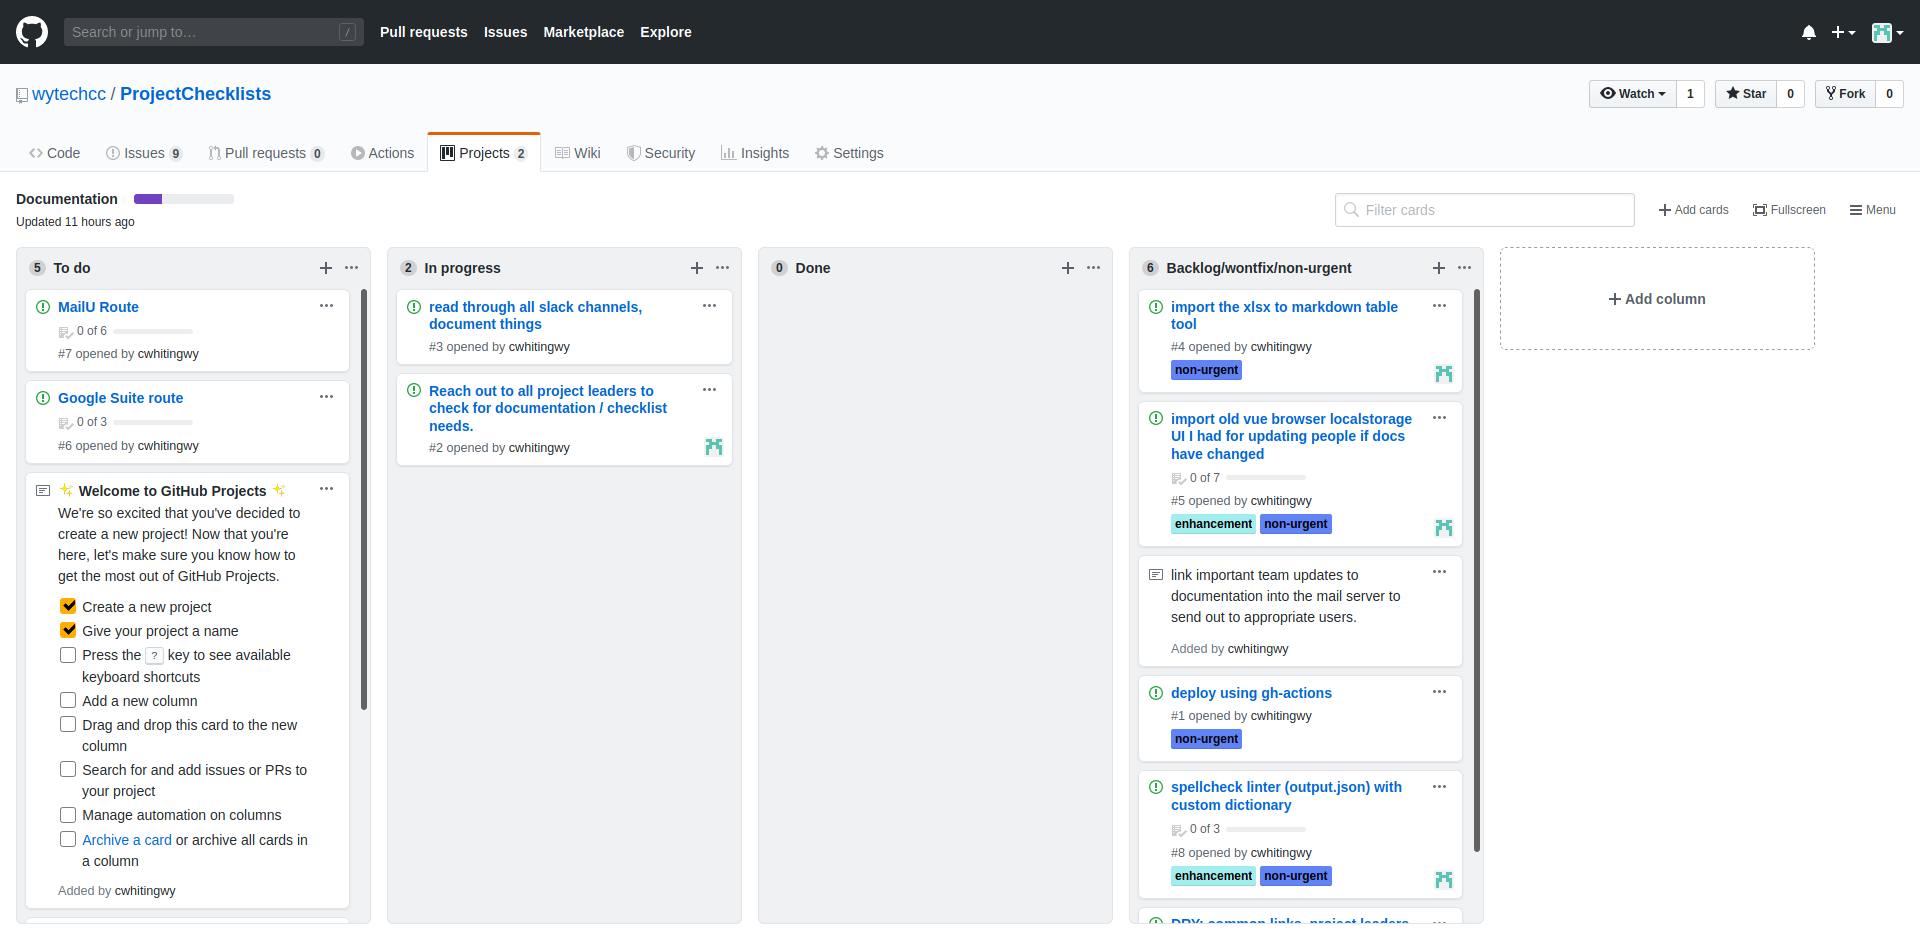 Search or jump to…
/
Pull requests
Issues
Marketplace
Explore
wytechcc / ProjectChecklists
Watch 1
Star 0
Fork 0
Code
Issues 9
Pull requests 0
Actions
Projects 2
Wiki
Security
Insights
Settings
Documentation
Updated 11 hours ago
Filter cards
Add cards
Fullscreen
Menu
5 To do
MailU Route
0 of 6
#7 opened by cwhitingwy
Google Suite route
0 of 3
#6 opened by cwhitingwy
✨ Welcome to GitHub Projects ✨
We're so excited that you've decided to
create a new project! Now that you're
here, let's make sure you know how to
get the most out of GitHub Projects.
Create a new project
Give your project a name
Press the ? key to see available
keyboard shortcuts
Add a new column
Drag and drop this card to the new
column
Search for and add issues or PRs to
your project
Manage automation on columns
Archive a card or archive all cards in
a column
Added by cwhitingwy
2 In progress
read through all slack channels,
document things
#3 opened by cwhitingwy
Reach out to all project leaders to
check for documentation / checklist
needs.
#2 opened by cwhitingwy
0 Done
6 Backlog/wontfix/non-urgent
import the xlsx to markdown table
tool
#4 opened by cwhitingwy
non-urgent
import old vue browser localstorage
UI I had for updating people if docs
have changed
0 of 7
#5 opened by cwhitingwy
enhancement non-urgent
link important team updates to
documentation into the mail server to
send out to appropriate users.
Added by cwhitingwy
deploy using gh-actions
#1 opened by cwhitingwy
non-urgent
spellcheck linter (output.json) with
custom dictionary
0 of 3
#8 opened by cwhitingwy
enhancement non-urgent
DRY: common links, project leaders
Add column